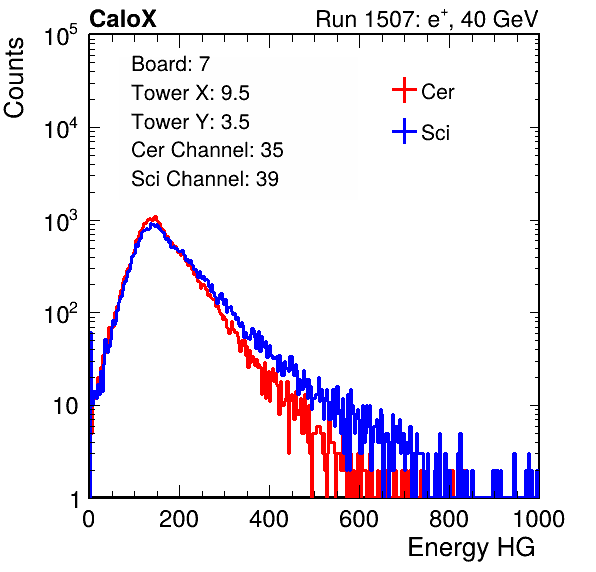 CaloX Run 1507: e⁺, 40 GeV
Counts
Board: 7
Tower X: 9.5
Tower Y: 3.5
Cer Channel: 35
Sci Channel: 39
Cer
Sci
10⁵
10⁴
10³
10²
10
1
0 200 400 600 800 1000
Energy HG